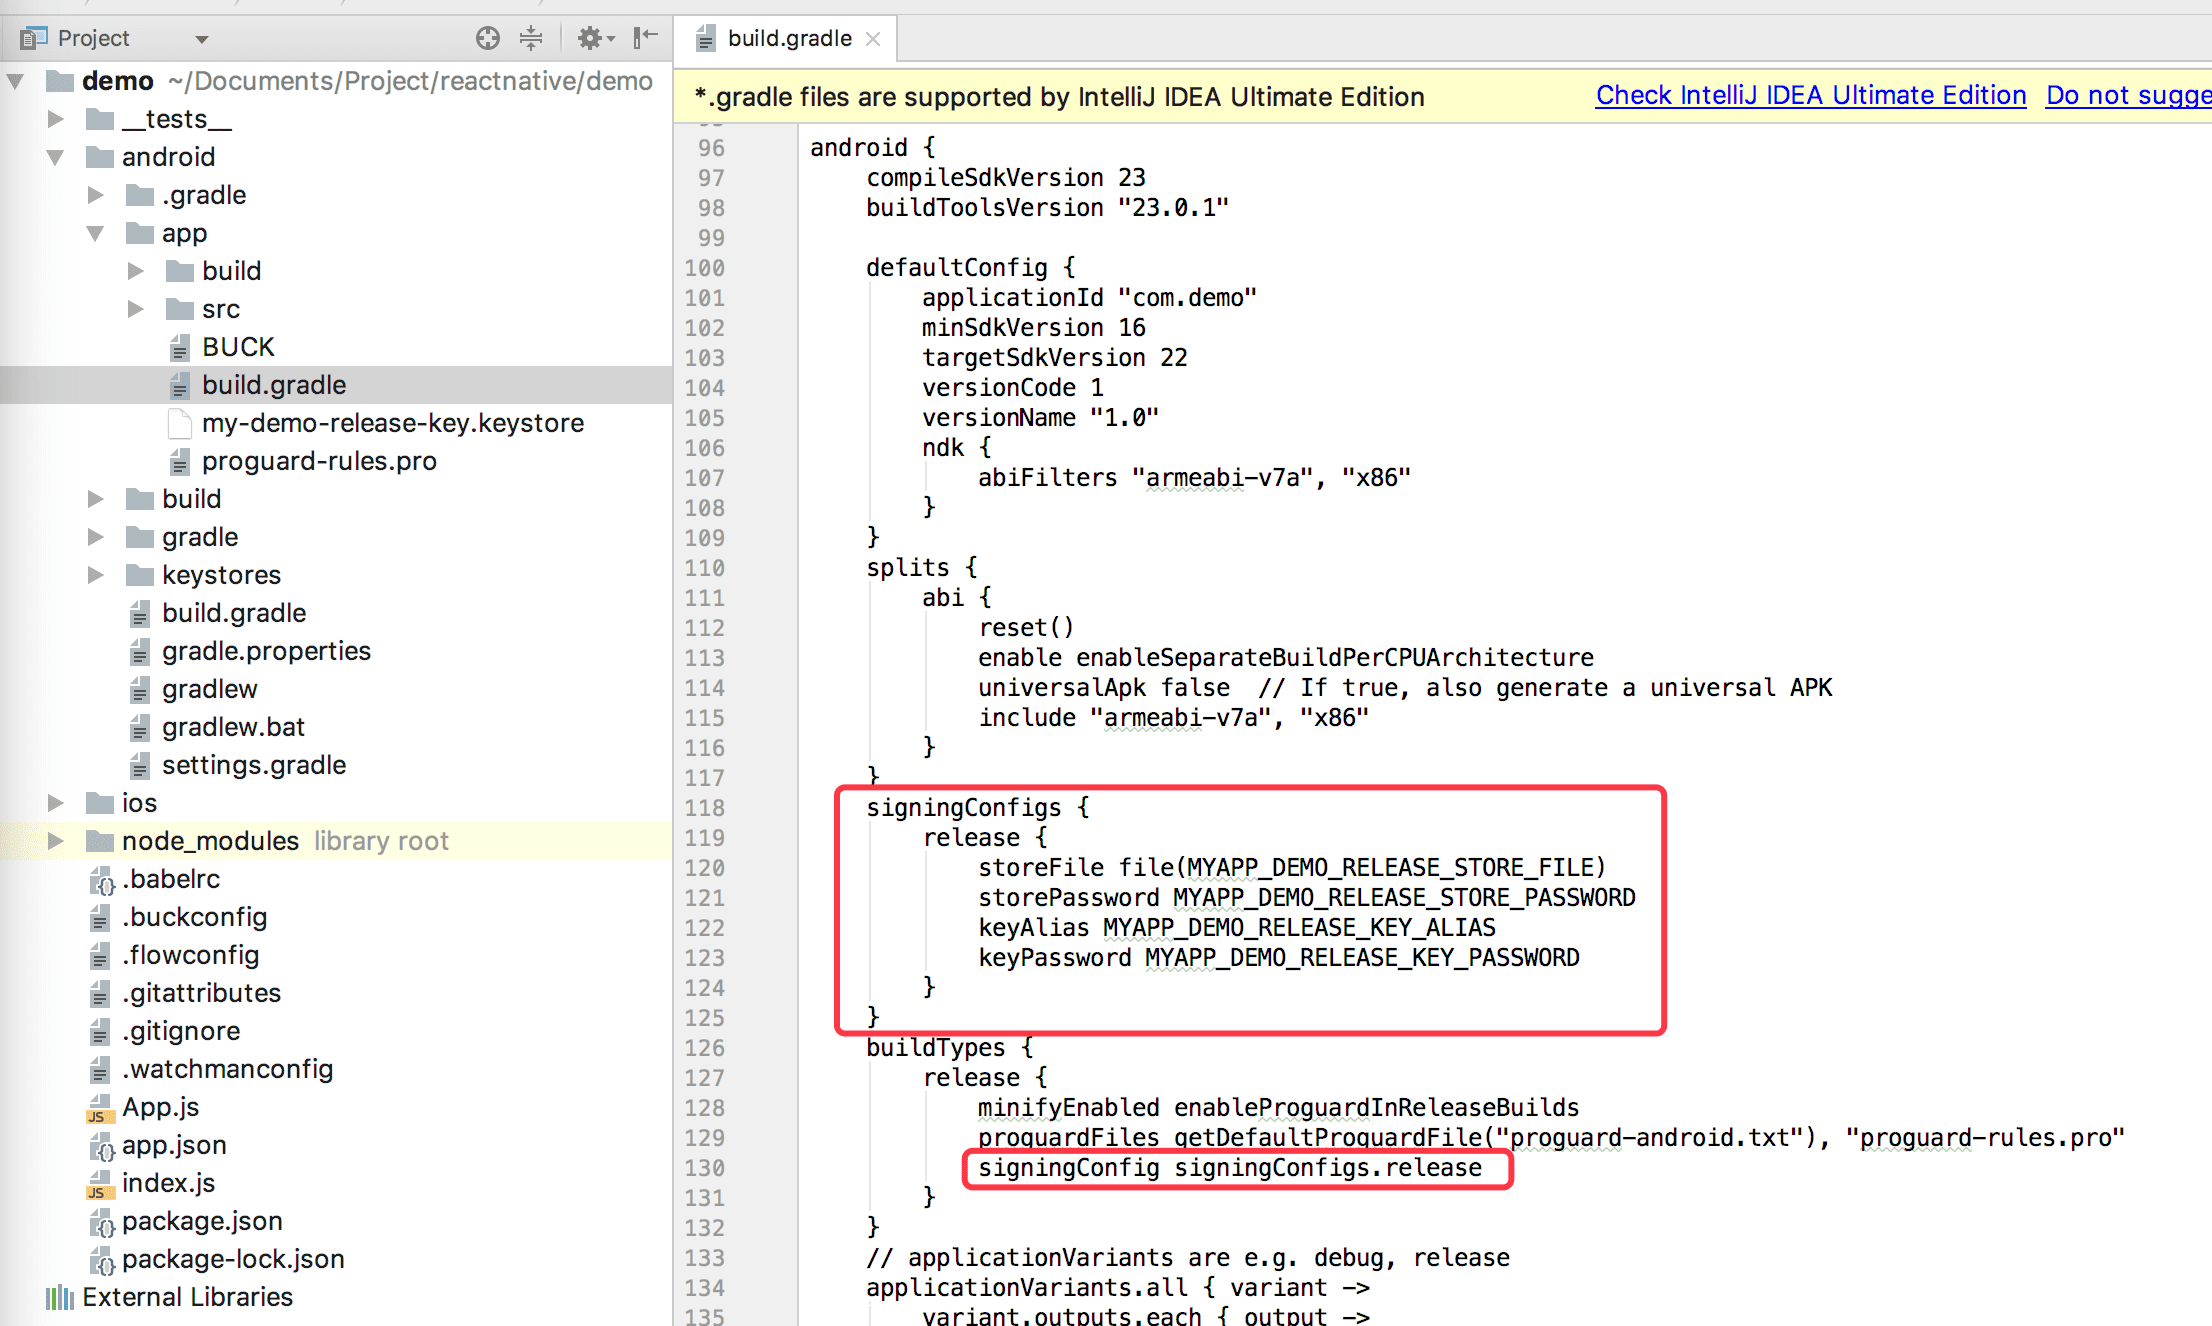 Project
demo ~/Documents/Project/reactnative/demo
__tests__
android
.gradle
app
build
src
BUCK
build.gradle
my-demo-release-key.keystore
proguard-rules.pro
build
gradle
keystores
build.gradle
gradle.properties
gradlew
gradlew.bat
settings.gradle
ios
node_modules library root
.babelrc
.buckconfig
.flowconfig
.gitattributes
.gitignore
.watchmanconfig
App.js
app.json
index.js
package.json
package-lock.json
External Libraries
build.gradle
*.gradle files are supported by IntelliJ IDEA Ultimate Edition Check IntelliJ IDEA Ultimate Edition Do not sugge
96 android {
97 compileSdkVersion 23
98 buildToolsVersion "23.0.1"
99
100 defaultConfig {
101 applicationId "com.demo"
102 minSdkVersion 16
103 targetSdkVersion 22
104 versionCode 1
105 versionName "1.0"
106 ndk {
107 abiFilters "armeabi-v7a", "x86"
108 }
109 }
110 splits {
111 abi {
112 reset()
113 enable enableSeparateBuildPerCPUArchitecture
114 universalApk false  // If true, also generate a universal APK
115 include "armeabi-v7a", "x86"
116 }
117 }
118 signingConfigs {
119 release {
120 storeFile file(MYAPP_DEMO_RELEASE_STORE_FILE)
121 storePassword MYAPP_DEMO_RELEASE_STORE_PASSWORD
122 keyAlias MYAPP_DEMO_RELEASE_KEY_ALIAS
123 keyPassword MYAPP_DEMO_RELEASE_KEY_PASSWORD
124 }
125 }
126 buildTypes {
127 release {
128 minifyEnabled enableProguardInReleaseBuilds
129 proguardFiles getDefaultProguardFile("proguard-android.txt"), "proguard-rules.pro"
130 signingConfig signingConfigs.release
131 }
132 }
133 // applicationVariants are e.g. debug, release
134 applicationVariants.all { variant ->
135 variant.outputs.each { output ->